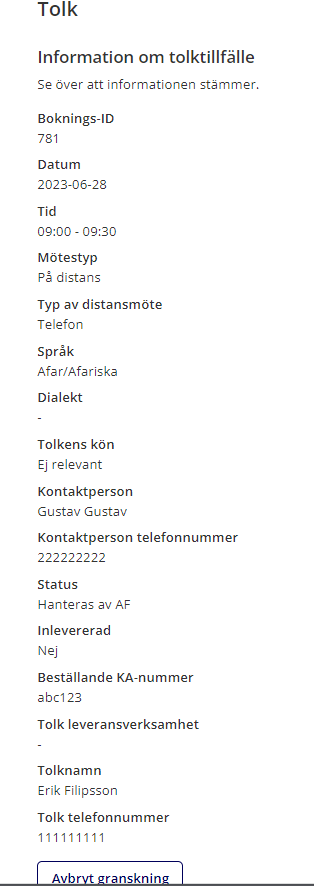 Tolk
Information om tolktillfälle
Se över att informationen stämmer.
Boknings-ID
781
Datum
2023-06-28
Tid
09:00 - 09:30
Mötestyp
På distans
Typ av distansmöte
Telefon
Språk
Afar/Afariska
Dialekt
-
Tolkens kön
Ej relevant
Kontaktperson
Gustav Gustav
Kontaktperson telefonnummer
222222222
Status
Hanteras av AF
Inlevererad
Nej
Beställande KA-nummer
abc123
Tolk leveransverksamhet
-
Tolknamn
Erik Filipsson
Tolk telefonnummer
111111111
Avbryt granskning